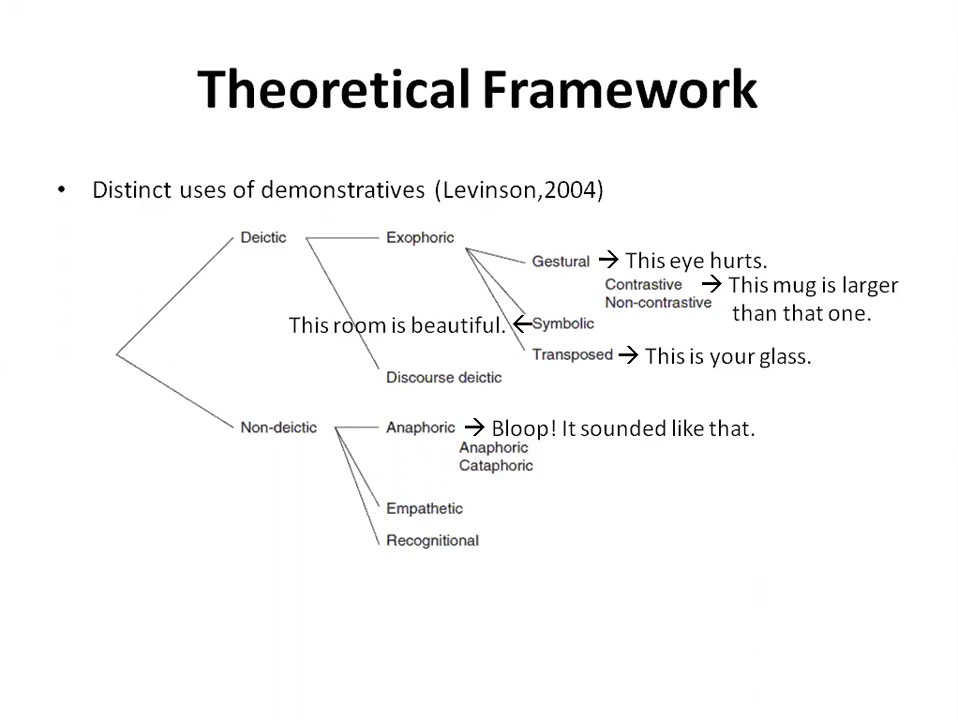 Theoretical Framework
• Distinct uses of demonstratives (Levinson,2004)
Deictic
Exophoric
Gestural → This eye hurts.
Contrastive → This mug is larger
Non-contrastive
than that one.
This room is beautiful. ← Symbolic
Transposed → This is your glass.
Discourse deictic
Non-deictic
Anaphoric → Bloop! It sounded like that.
Anaphoric
Cataphoric
Empathetic
Recognitional